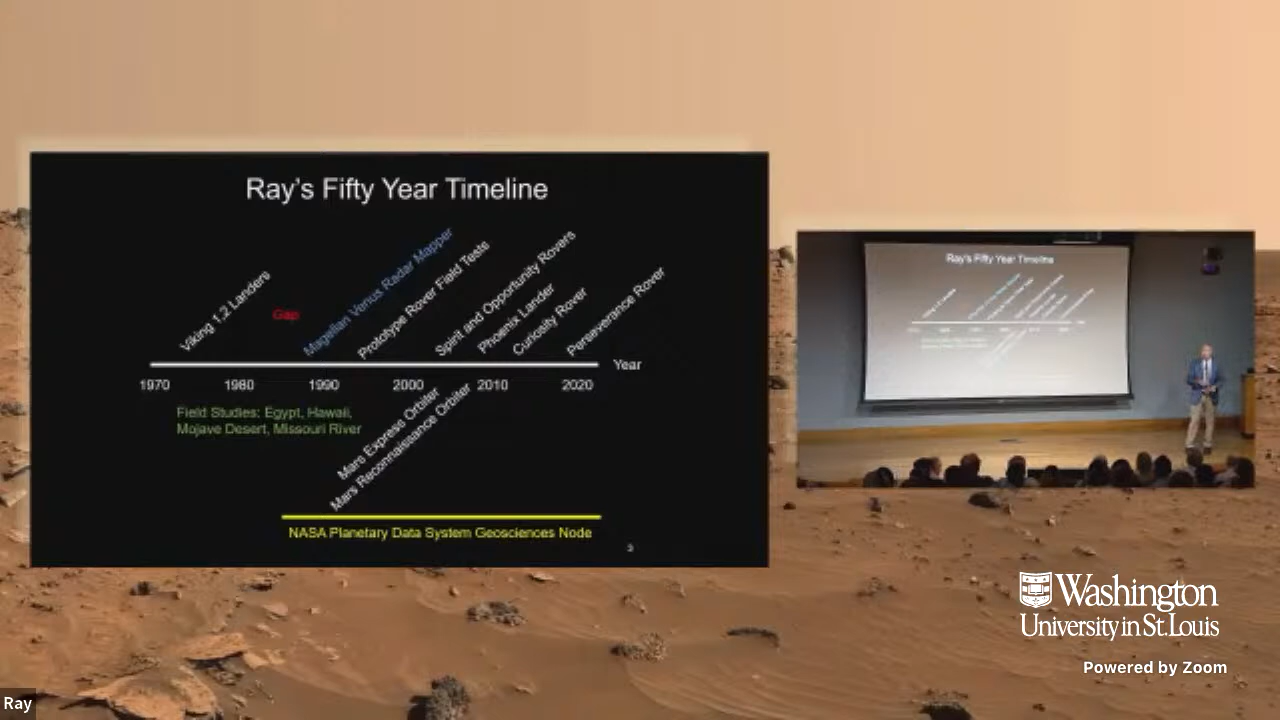 Ray's Fifty Year Timeline
Viking 1,2 Landers
Gap
Magellan Venus Radar Mapper
Prototype Rover Field Tests
Spirit and Opportunity Rovers
Phoenix Lander
Curiosity Rover
Perseverance Rover
Year
1970 1980 1990 2000 2010 2020
Field Studies: Egypt, Hawaii,
Mojave Desert, Missouri River
Mars Express Orbiter
Mars Reconnaissance Orbiter
NASA Planetary Data System Geosciences Node
3
Ray's Fifty Year Timeline
Washington
University in St. Louis
Powered by Zoom
Ray